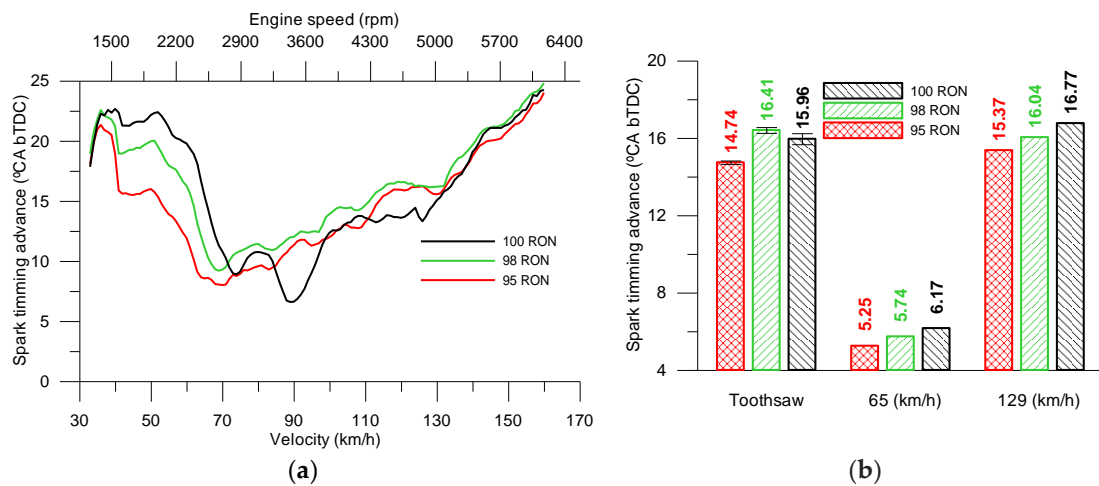 Engine speed (rpm)
1500 2200 2900 3600 4300 5000 5700 6400
Spark timming advance (ºCA bTDC)
25
20
15
10
5
0
100 RON
98 RON
95 RON
30 50 70 90 110 130 150 170
Velocity (km/h)
(a)
Spark timming advance (ºCA bTDC)
20
16
12
8
4
100 RON
98 RON
95 RON
14.74 16.41 15.96
5.25 5.74 6.17
15.37 16.04 16.77
Toothsaw 65 (km/h) 129 (km/h)
(b)